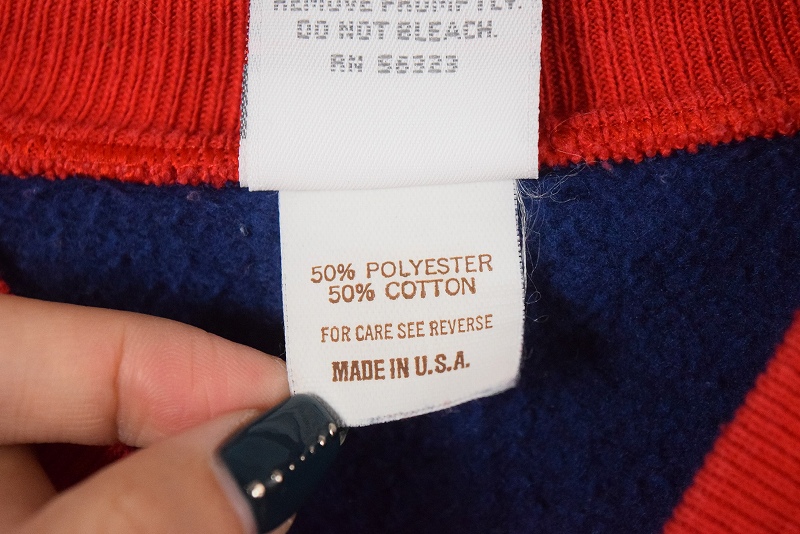 REMOVE PROMPTLY.
DO NOT BLEACH.
RN 56323
50% POLYESTER
50% COTTON
FOR CARE SEE REVERSE
MADE IN U.S.A.